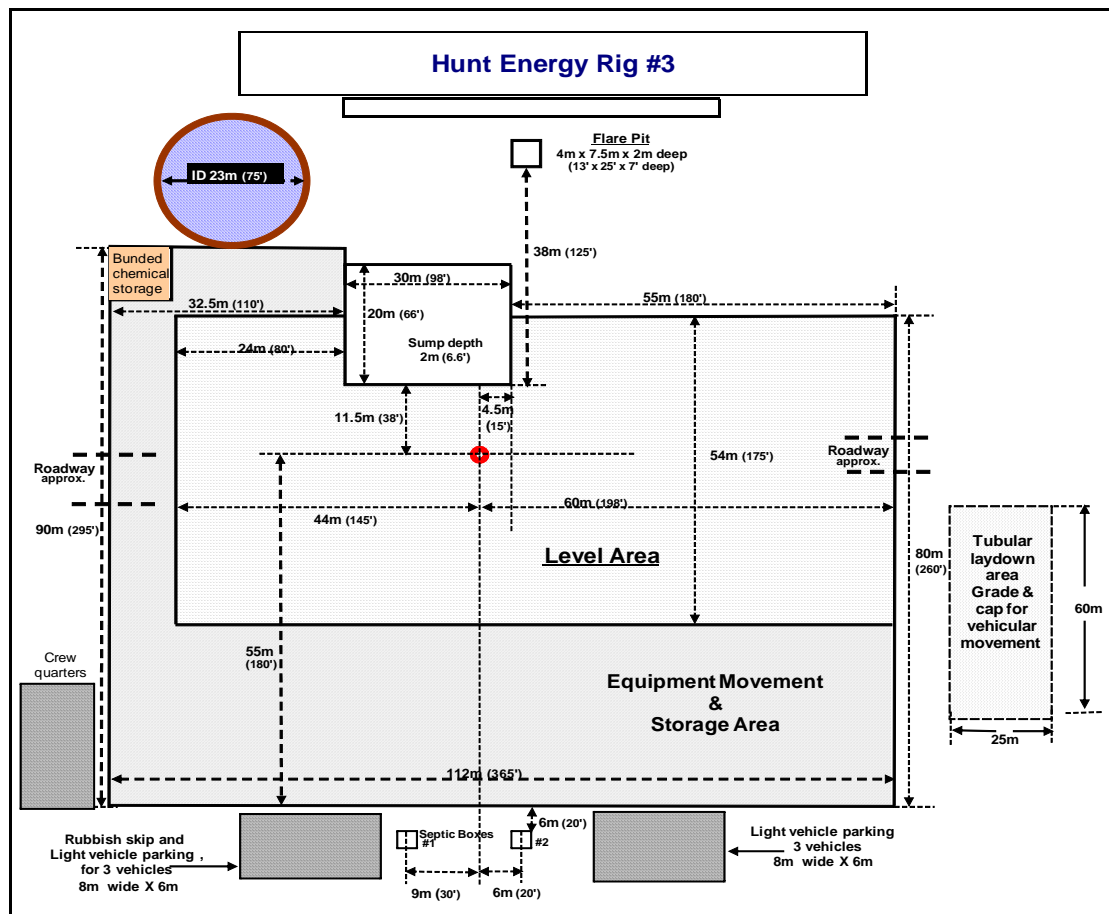 Hunt Energy Rig #3
Flare Pit
4m x 7.5m x 2m deep
(13' x 25' x 7' deep)
ID 23m (75')
Bunded
chemical
storage
38m (125')
30m (98')
55m (180')
32.5m (110')
20m (66')
Sump depth
2m (6.6')
24m (80')
11.5m (38')
4.5m
(15')
54m (175')
Roadway
approx.
Roadway
approx.
90m (295')
44m (145')
60m (198')
Level Area
80m
(260')
Tubular
laydown
area
Grade &
cap for
vehicular
movement
60m
25m
55m
(180')
Crew
quarters
Equipment Movement
&
Storage Area
112m (365')
6m (20')
Septic Boxes
#1
#2
Rubbish skip and
Light vehicle parking ,
for 3 vehicles
8m wide X 6m
Light vehicle parking
3 vehicles
8m wide X 6m
9m (30')
6m (20')